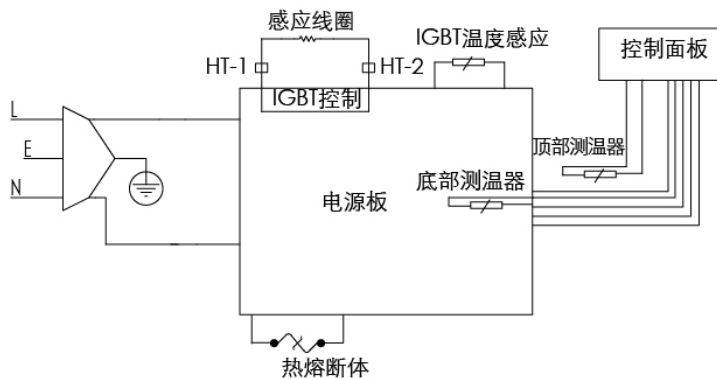 感应线圈
IGBT温度感应
控制面板
HT-1
HT-2
IGBT控制
L
E
N
顶部测温器
底部测温器
电源板
热熔断体